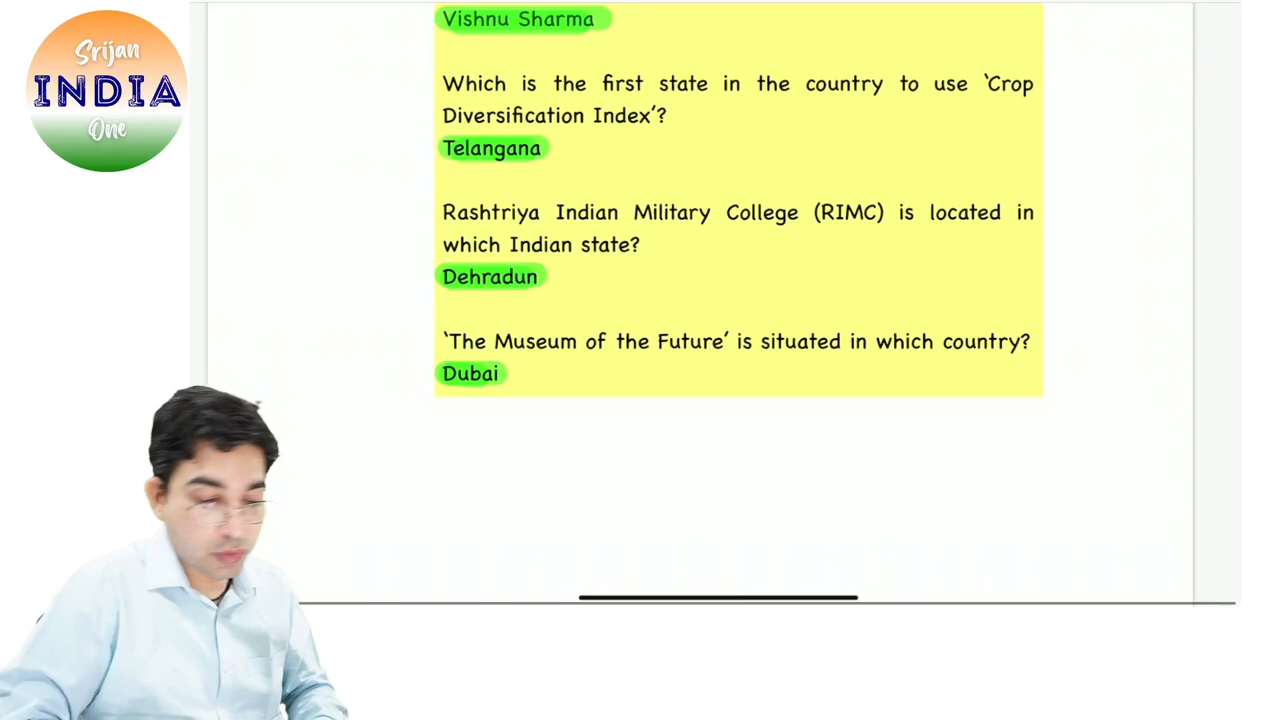 Srijan
INDIA
One
Vishnu Sharma
Which is the first state in the country to use ‘Crop
Diversification Index’?
Telangana
Rashtriya Indian Military College (RIMC) is located in
which Indian state?
Dehradun
‘The Museum of the Future’ is situated in which country?
Dubai